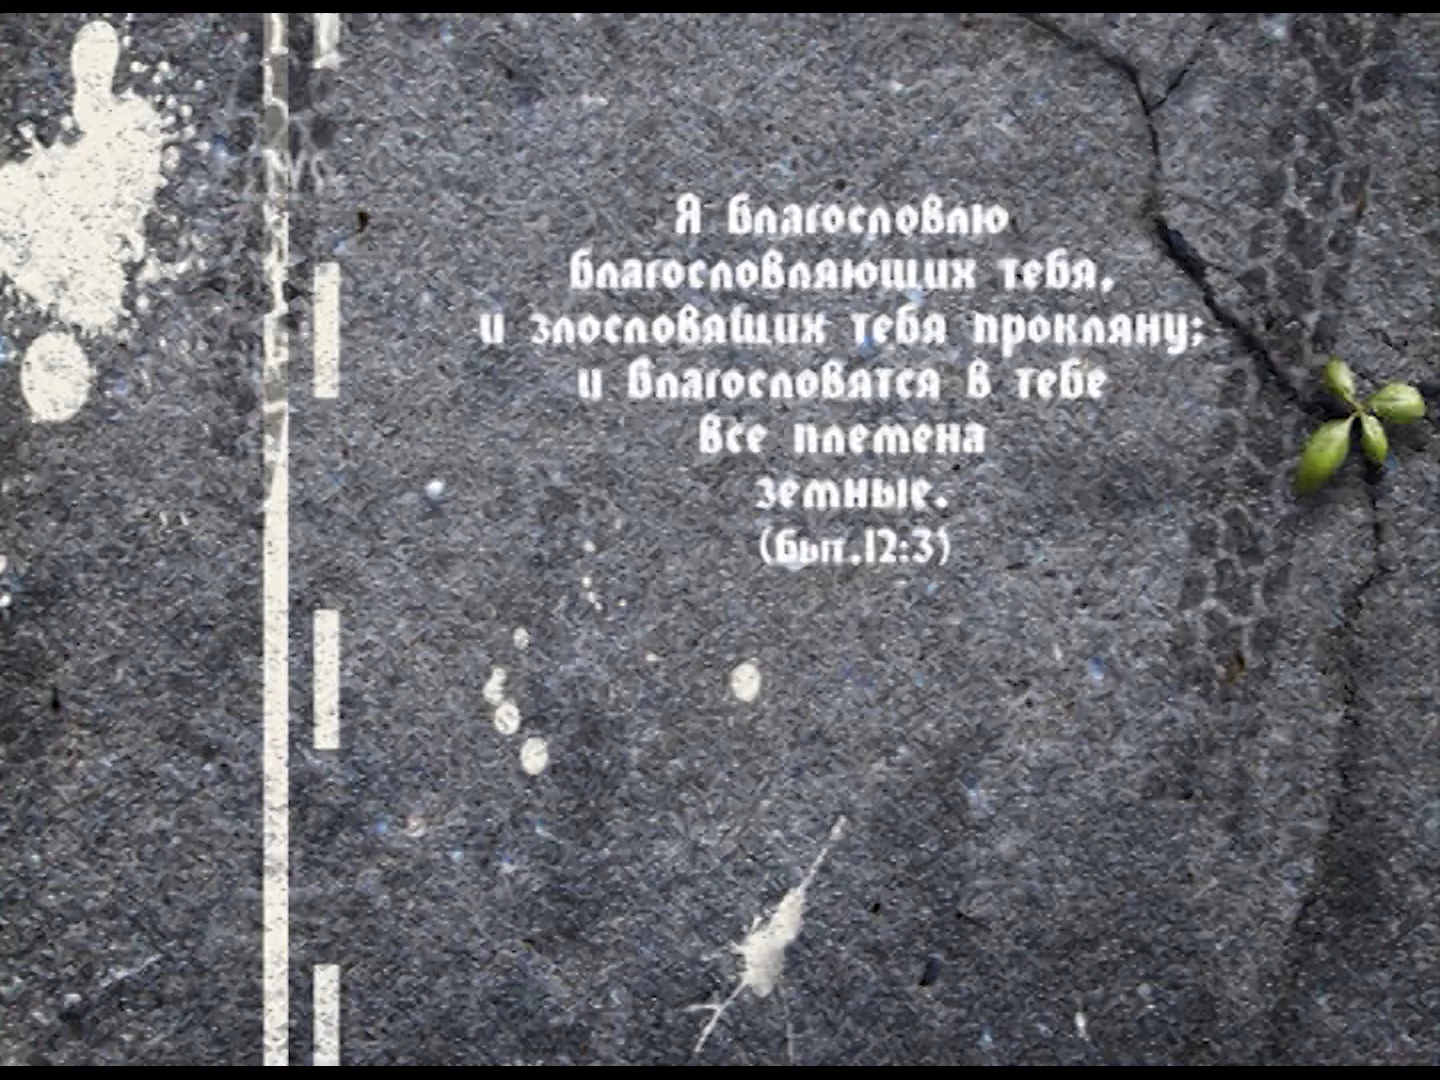 Я благословлю
благословляющих тебя,
и злословящих тебя прокляну;
и благословятся в тебе
все племена
земные.
(Быт.12:3)